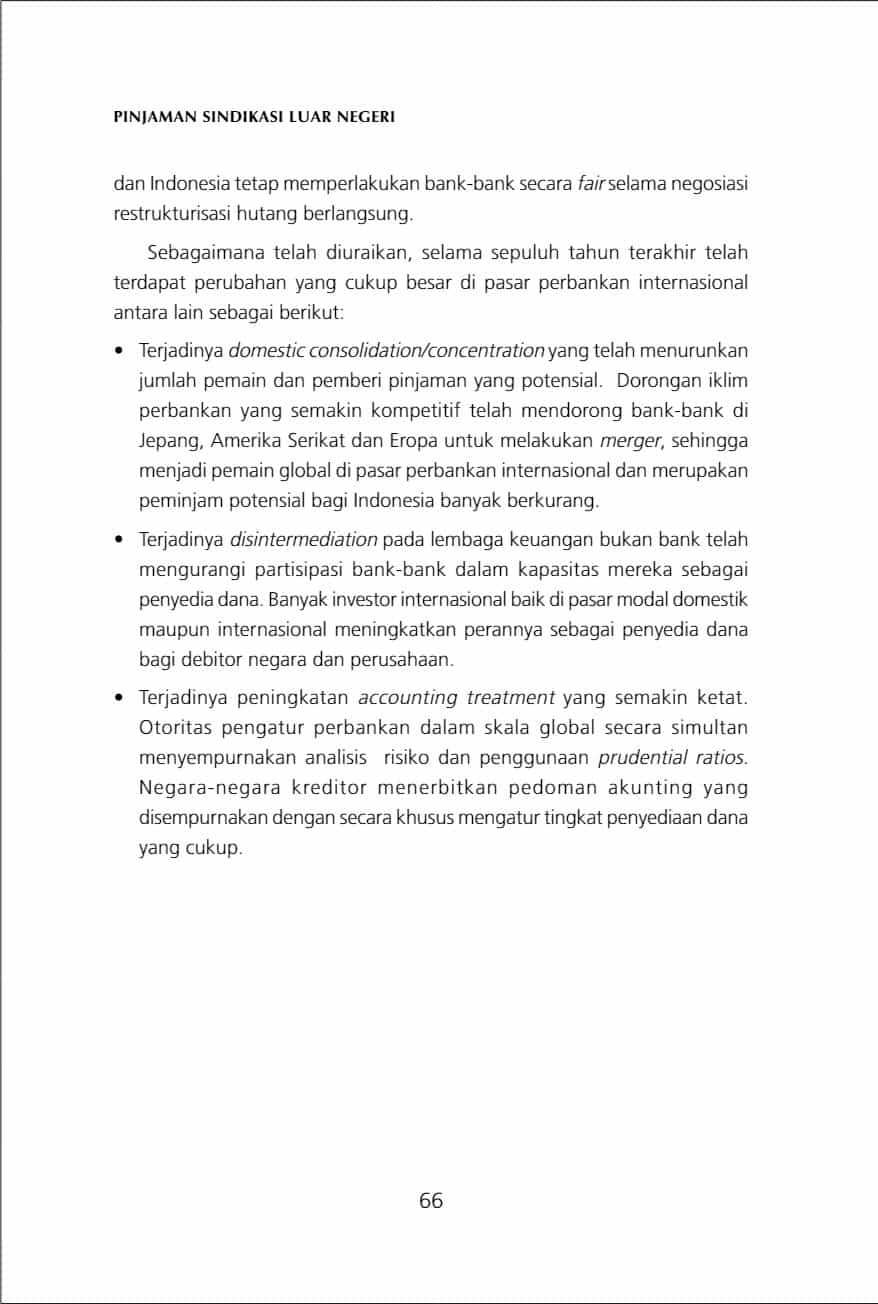 PINJAMAN SINDIKASI LUAR NEGERI
dan Indonesia tetap memperlakukan bank-bank secara fair selama negosiasi
restrukturisasi hutang berlangsung.
Sebagaimana telah diuraikan, selama sepuluh tahun terakhir telah
terdapat perubahan yang cukup besar di pasar perbankan internasional
antara lain sebagai berikut:
• Terjadinya domestic consolidation/concentration yang telah menurunkan
jumlah pemain dan pemberi pinjaman yang potensial. Dorongan iklim
perbankan yang semakin kompetitif telah mendorong bank-bank di
Jepang, Amerika Serikat dan Eropa untuk melakukan merger, sehingga
menjadi pemain global di pasar perbankan internasional dan merupakan
peminjam potensial bagi Indonesia banyak berkurang.
• Terjadinya disintermediation pada lembaga keuangan bukan bank telah
mengurangi partisipasi bank-bank dalam kapasitas mereka sebagai
penyedia dana. Banyak investor internasional baik di pasar modal domestik
maupun internasional meningkatkan perannya sebagai penyedia dana
bagi debitor negara dan perusahaan.
• Terjadinya peningkatan accounting treatment yang semakin ketat.
Otoritas pengatur perbankan dalam skala global secara simultan
menyempurnakan analisis risiko dan penggunaan prudential ratios.
Negara-negara kreditor menerbitkan pedoman akunting yang
disempurnakan dengan secara khusus mengatur tingkat penyediaan dana
yang cukup.
66